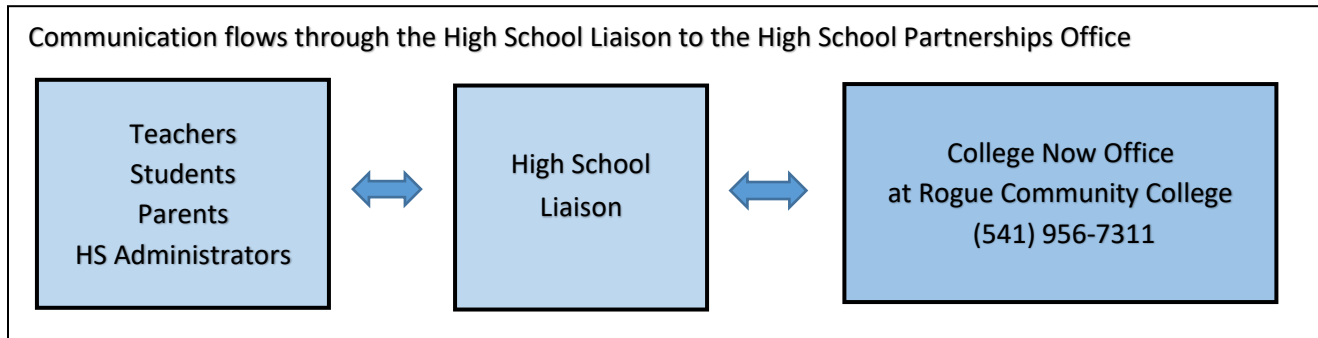 Communication flows through the High School Liaison to the High School Partnerships Office
Teachers
Students
Parents
HS Administrators
High School
Liaison
College Now Office
at Rogue Community College
(541) 956-7311